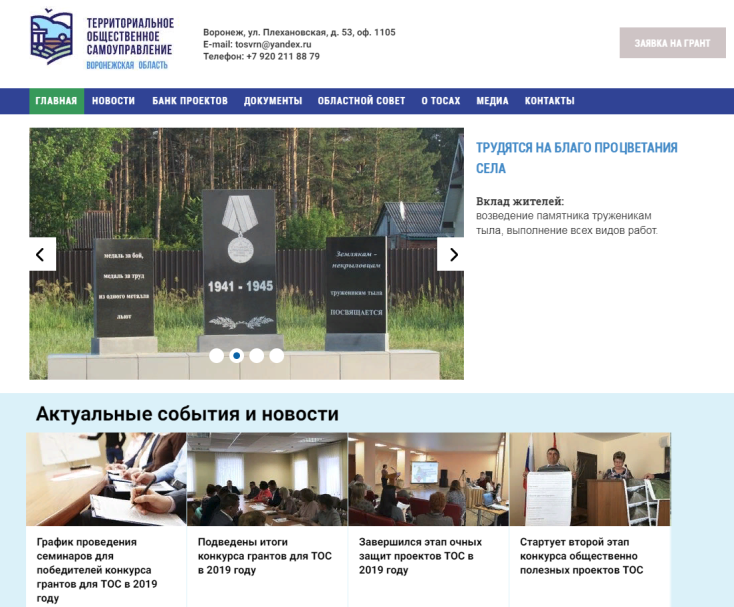 ТЕРРИТОРИАЛЬНОЕ
ОБЩЕСТВЕННОЕ
САМОУПРАВЛЕНИЕ
ВОРОНЕЖСКАЯ ОБЛАСТЬ
Воронеж, ул. Плехановская, д. 53, оф. 1105
E-mail: tosvrn@yandex.ru
Телефон: +7 920 211 88 79
ЗАЯВКА НА ГРАНТ
ГЛАВНАЯ НОВОСТИ БАНК ПРОЕКТОВ ДОКУМЕНТЫ ОБЛАСТНОЙ СОВЕТ О ТОСАХ МЕДИА КОНТАКТЫ
медаль за бой,
медаль за труд
из одного металла
льют
1941 - 1945
Землякам -
некрыловцам
труженикам тыла
ПОСВЯЩАЕТСЯ
ТРУДЯТСЯ НА БЛАГО ПРОЦВЕТАНИЯ
СЕЛА
Вклад жителей:
возведение памятника труженикам
тыла, выполнение всех видов работ.
Актуальные события и новости
График проведения
семинаров для
победителей конкурса
грантов для ТОС в 2019
году
Подведены итоги
конкурса грантов для ТОС
в 2019 году
Завершился этап очных
защит проектов ТОС в
2019 году
Стартует второй этап
конкурса общественно
полезных проектов ТОС